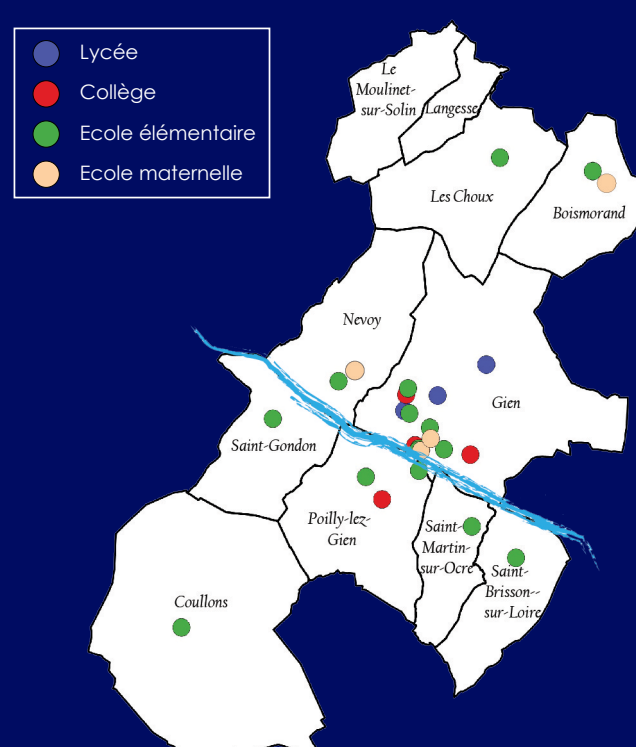 Lycée
Collège
Ecole élémentaire
Ecole maternelle
Le
Moulinet-
sur-Solin
Langesse
Les Choux
Boismorand
Nevoy
Gien
Saint-Gondon
Poilly-lez-
Gien
Saint-
Martin-
sur-Ocre
Saint-
Brisson--
sur-Loire
Coullons